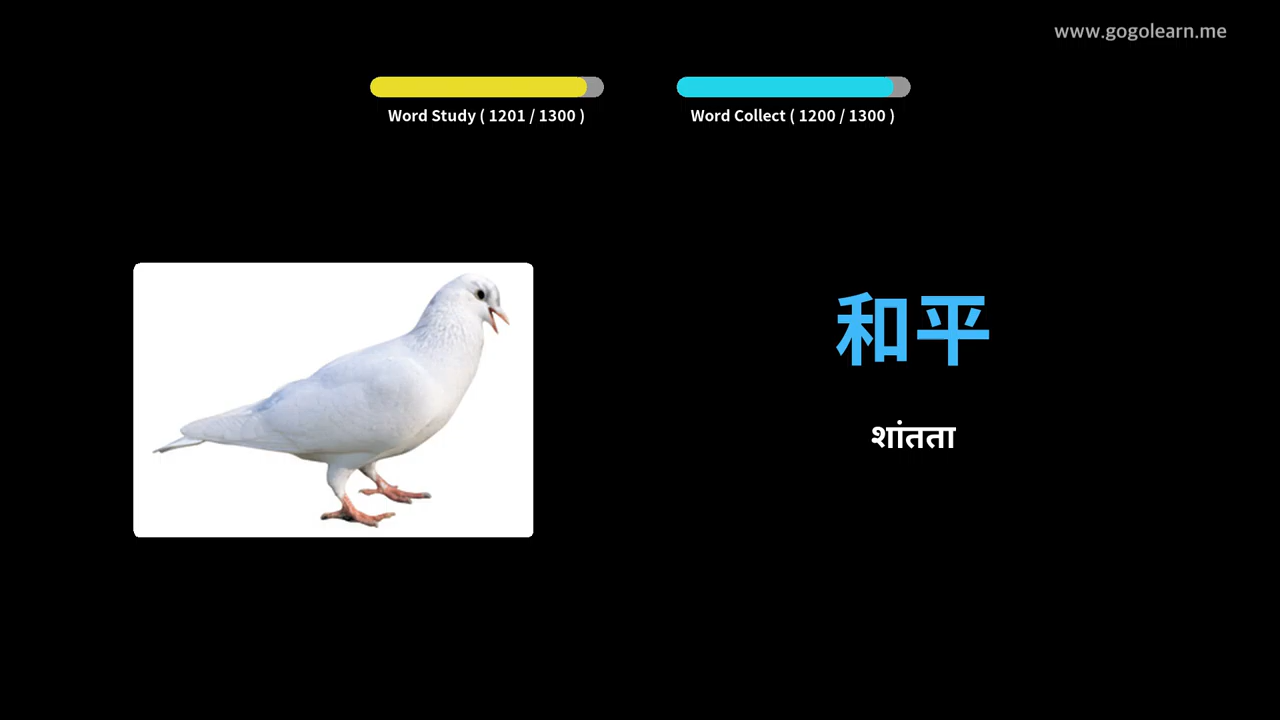 www.gogolearn.me
Word Study ( 1201 / 1300 )
Word Collect ( 1200 / 1300 )
和平
शांतता